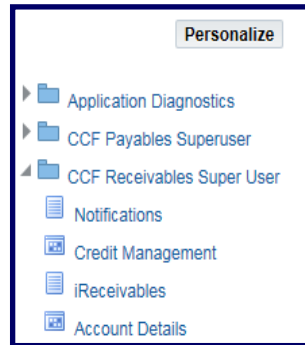 Personalize
Application Diagnostics
CCF Payables Superuser
CCF Receivables Super User
Notifications
Credit Management
iReceivables
Account Details